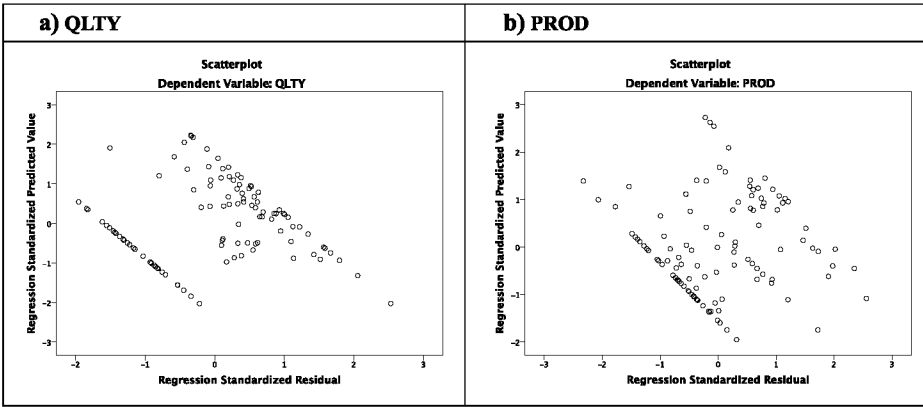 a) QLTY
b) PROD
Scatterplot
Dependent Variable: QLTY
Regression Standardized Predicted Value
3
2
1
0
-1
-2
-3
-2
-1
0
1
2
3
Regression Standardized Residual
Scatterplot
Dependent Variable: PROD
Regression Standardized Predicted Value
3
2
1
0
-1
-2
-3
-2
-1
0
1
2
3
Regression Standardized Residual